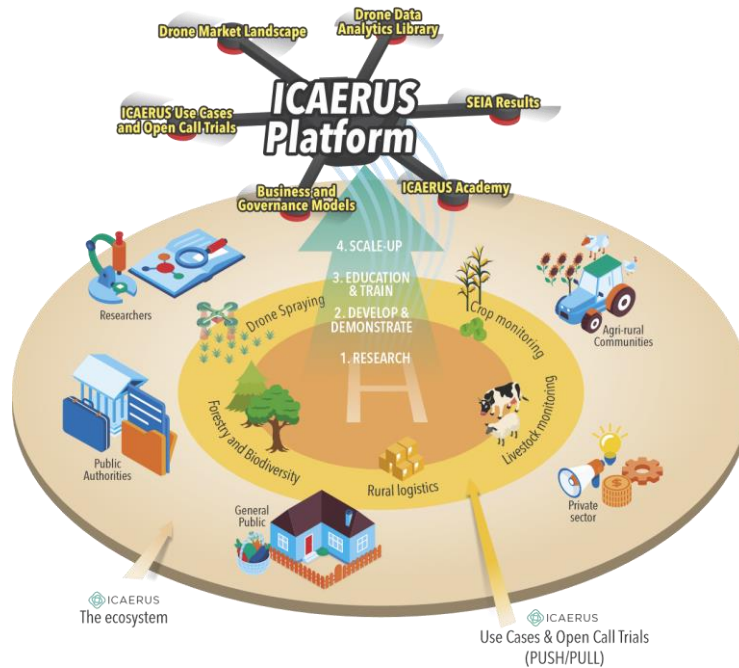 Drone Market Landscape
Drone Data
Analytics Library
ICAERUS Use Cases
and Open Call Trials
ICAERUS
Platform
SEIA Results
Business and
Governance Models
ICAERUS Academy
4. SCALE-UP
3. EDUCATION
& TRAIN
2. DEVELOP &
DEMONSTRATE
1. RESEARCH
Researchers
Drone Spraying
Crop monitoring
Agri-rural
Communities
Public
Authorities
Forestry and Biodiversity
Livestock monitoring
Rural logistics
Private
sector
General
Public
H
ICAERUS
The ecosystem
ICAERUS
Use Cases & Open Call Trials
(PUSH/PULL)